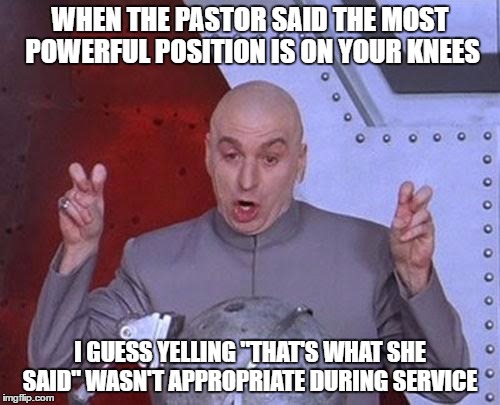 WHEN THE PASTOR SAID THE MOST
POWERFUL POSITION IS ON YOUR KNEES
I GUESS YELLING "THAT'S WHAT SHE
SAID" WASN'T APPROPRIATE DURING SERVICE
imgflip.com